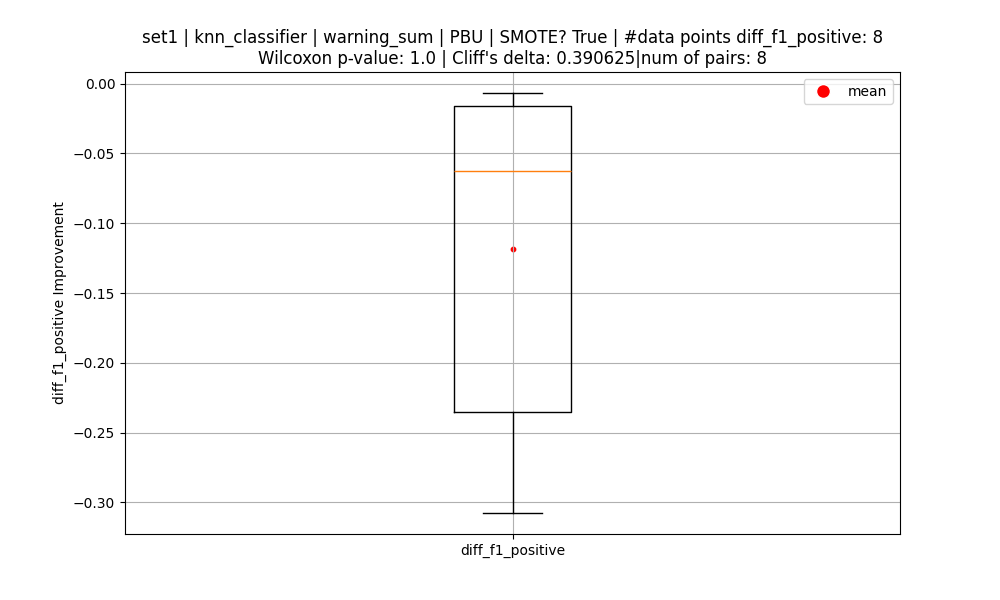 set1 | knn_classifier | warning_sum | PBU | SMOTE? True | #data points diff_f1_positive: 8
Wilcoxon p-value: 1.0 | Cliff's delta: 0.390625|num of pairs: 8
mean
0.00
−0.05
−0.10
−0.15
−0.20
−0.25
−0.30
diff_f1_positive Improvement
diff_f1_positive